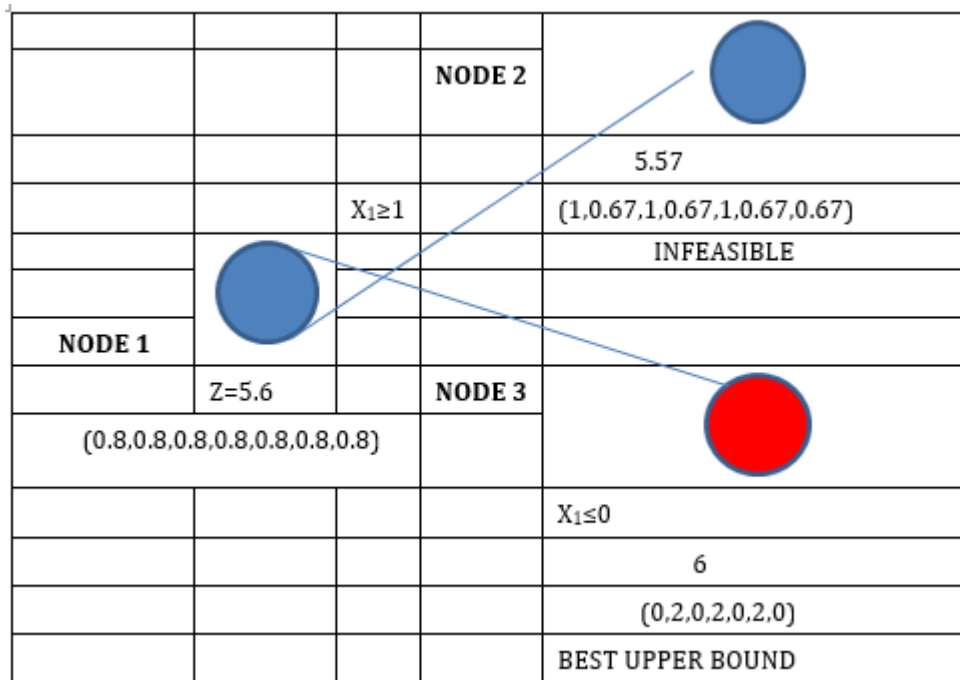 NODE 2
5.57
X₁≥1
(1,0.67,1,0.67,1,0.67,0.67)
INFEASIBLE
NODE 1
Z=5.6
NODE 3
(0.8,0.8,0.8,0.8,0.8,0.8,0.8)
X₁≤0
6
(0,2,0,2,0,2,0)
BEST UPPER BOUND